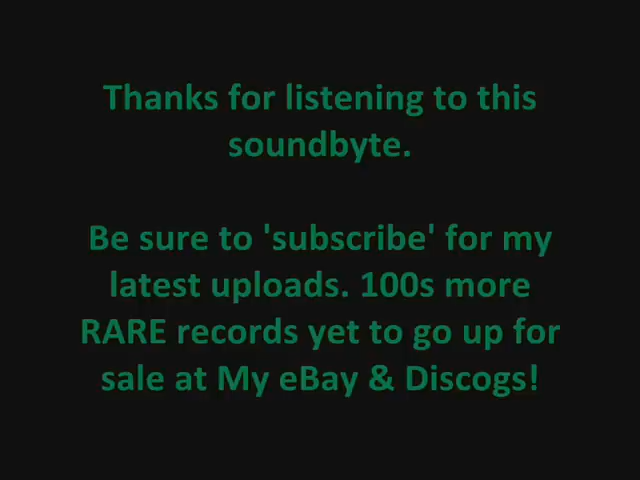 Thanks for listening to this
soundbyte.
Be sure to 'subscribe' for my
latest uploads. 100s more
RARE records yet to go up for
sale at My eBay & Discogs!